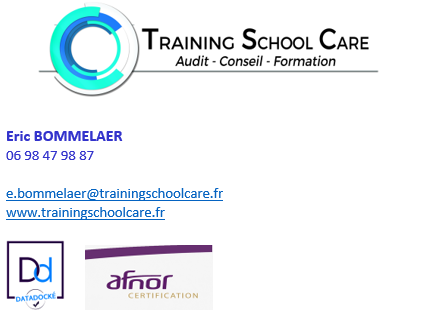 TRAINING SCHOOL CARE
Audit - Conseil - Formation
Eric BOMMELAER
06 98 47 98 87
e.bommelaer@trainingschoolcare.fr
www.trainingschoolcare.fr
Dd
DATADOCKÉ
afnor
CERTIFICATION